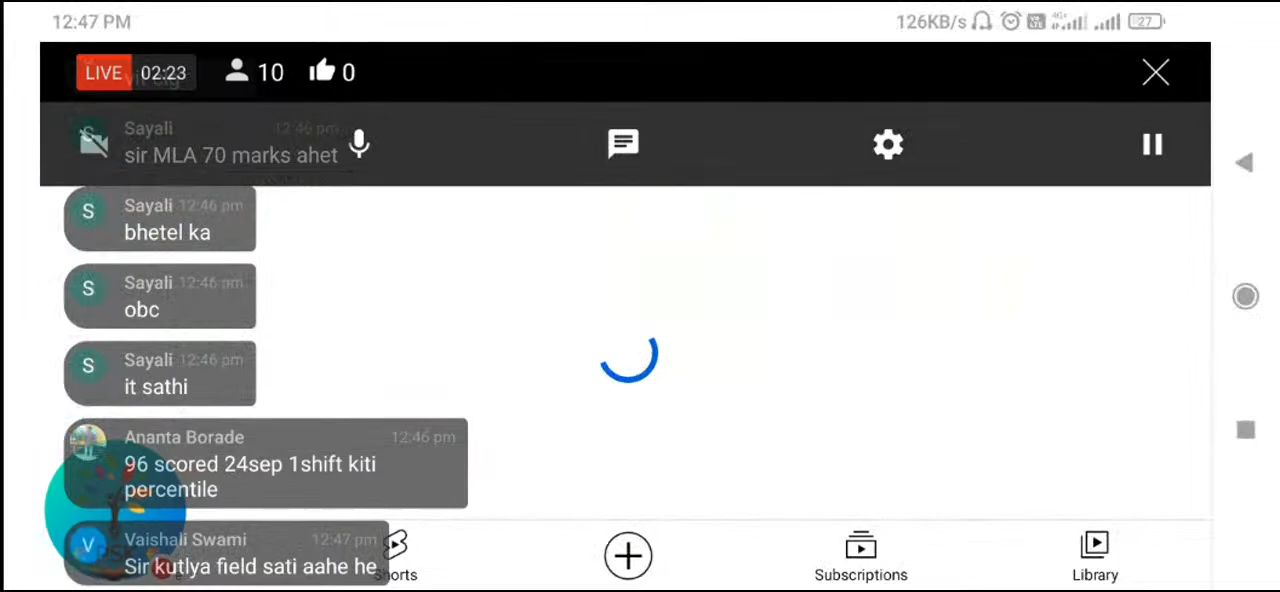 12:47 PM
126KB/s
4G+
27
LIVE 02:23 10 0
Sayali 12:46 pm
sir MLA 70 marks ahet
S
Sayali 12:46 pm
bhetel ka
S
Sayali 12:46 pm
obc
S
Sayali 12:46 pm
it sathi
Ananta Borade 12:46 pm
96 scored 24sep 1shift kiti
percentile
V
Vaishali Swami 12:47 pm
Sir kutlya field sati aahe he
Shorts
Subscriptions
Library